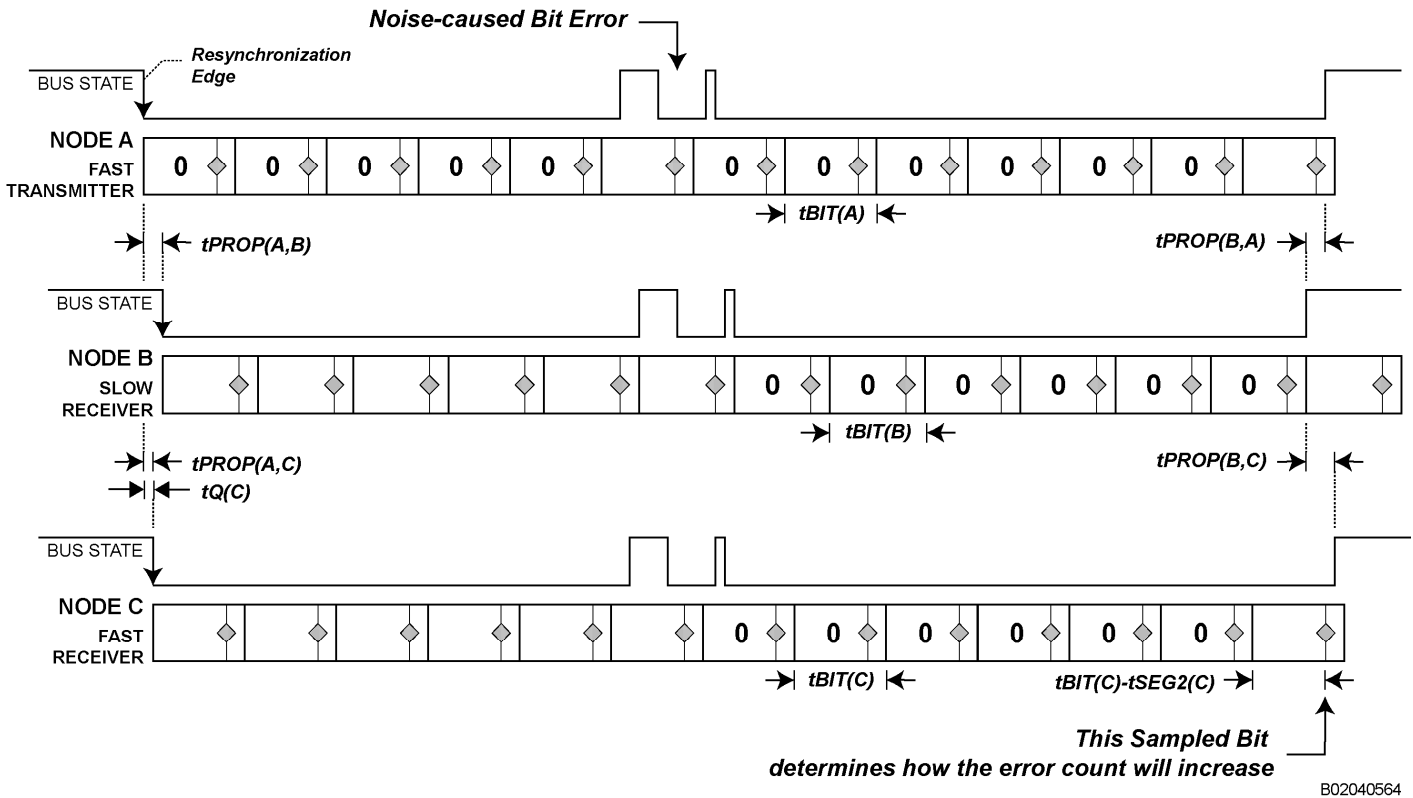 Noise-caused Bit Error
Resynchronization
Edge
BUS STATE
NODE A
FAST
TRANSMITTER
0 0 0 0 0 0 0 0 0 0 0
tBIT(A)
tPROP(A,B)
tPROP(B,A)
BUS STATE
NODE B
SLOW
RECEIVER
0 0 0 0 0 0
tBIT(B)
tPROP(A,C)
tPROP(B,C)
tQ(C)
BUS STATE
NODE C
FAST
RECEIVER
0 0 0 0 0 0
tBIT(C)
tBIT(C)-tSEG2(C)
This Sampled Bit
determines how the error count will increase
B02040564